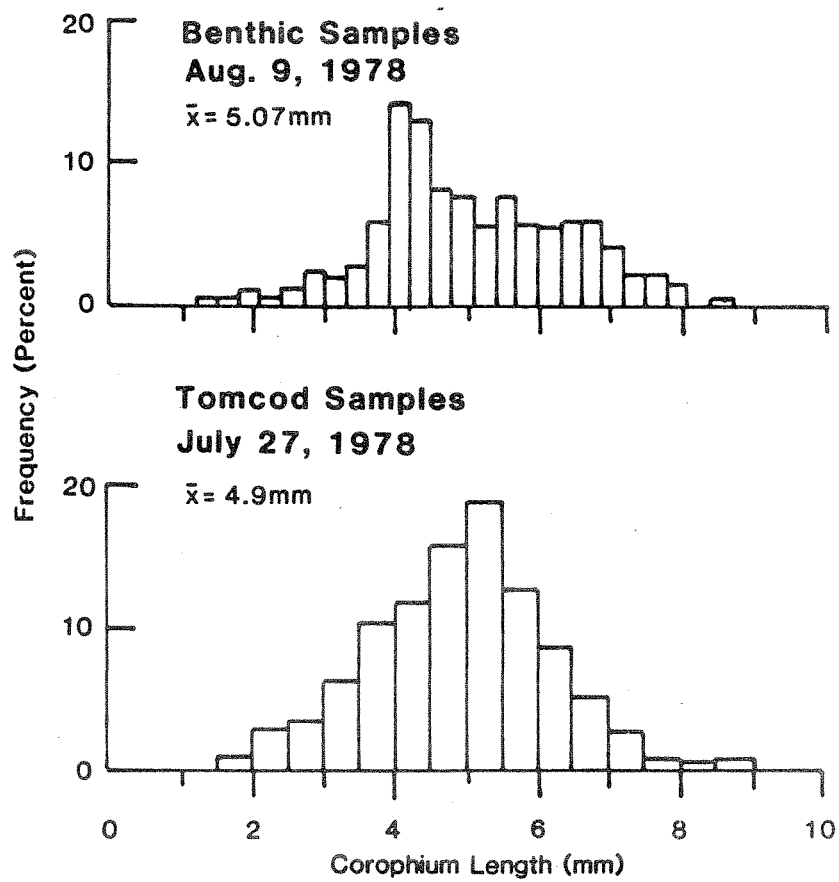 Benthic Samples
Aug. 9, 1978
x̄ = 5.07mm
20
10
0
Frequency (Percent)
Tomcod Samples
July 27, 1978
x̄ = 4.9mm
20
10
0
0 2 4 6 8 10
Corophium Length (mm)